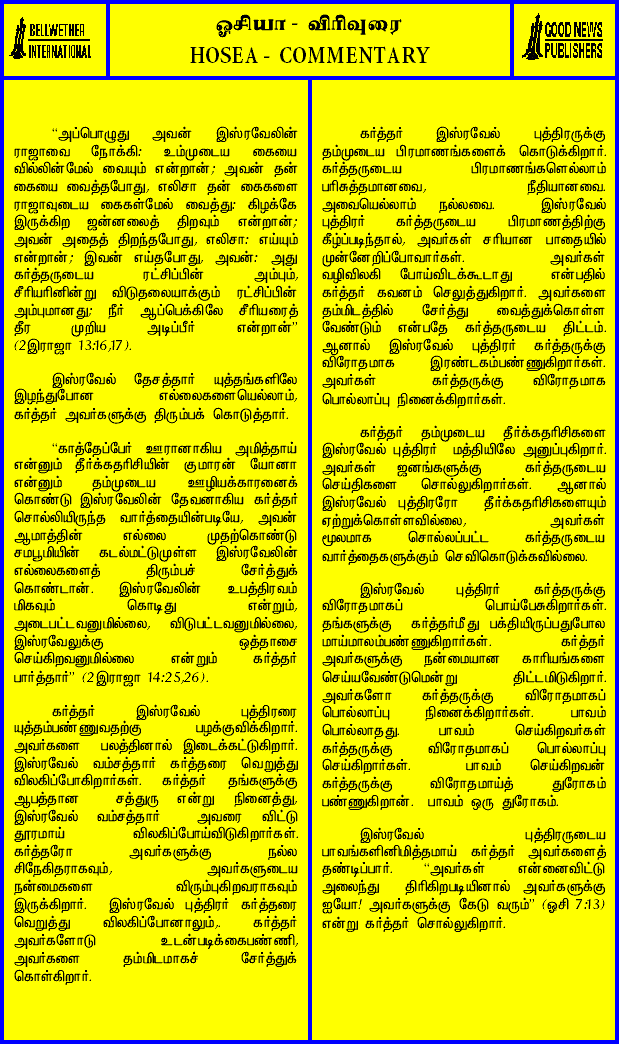 BELLWETHER
INTERNATIONAL
ஓசியா - விரிவுரை
HOSEA - COMMENTARY
GOOD NEWS
PUBLISHERS
“அப்பொழுது அவன் இஸ்ரவேலின்
ராஜாவை நோக்கி: உம்முடைய கையை
வில்லின்மேல் வையும் என்றான்; அவன் தன்
கையை வைத்தபோது, எலிசா தன் கைகளை
ராஜாவுடைய கைகள்மேல் வைத்து: கிழக்கே
இருக்கிற ஜன்னலைத் திறவும் என்றான்;
அவன் அதைத் திறந்தபோது, எலிசா: எய்யும்
என்றான்; இவன் எய்தபோது, அவன்: அது
கர்த்தருடைய ரட்சிப்பின் அம்பும்,
சீரியரினின்று விடுதலையாக்கும் ரட்சிப்பின்
அம்புமானது; நீர் ஆப்பெக்கிலே சீரியரைத்
தீர முறிய அடிப்பீர் என்றான்”
(2இராஜா 13:16,17).
இஸ்ரவேல் தேசத்தார் யுத்தங்களிலே
இழந்துபோன எல்லைகளையெல்லாம்,
கர்த்தர் அவர்களுக்கு திரும்பக் கொடுத்தார்.
“காத்தேப்பேர் ஊரானாகிய அமித்தாய்
என்னும் தீர்க்கதரிசியின் குமாரன் யோனா
என்னும் தம்முடைய ஊழியக்காரனைக்
கொண்டு இஸ்ரவேலின் தேவனாகிய கர்த்தர்
சொல்லியிருந்த வார்த்தையின்படியே, அவன்
ஆமாத்தின் எல்லை முதற்கொண்டு
சமபூமியின் கடல்மட்டுமுள்ள இஸ்ரவேலின்
எல்லைகளைத் திரும்பச் சேர்த்துக்
கொண்டான். இஸ்ரவேலின் உபத்திரவம்
மிகவும் கொடிது என்றும்,
அடைபட்டவனுமில்லை, விடுபட்டவனுமில்லை,
இஸ்ரவேலுக்கு ஒத்தாசை
செய்கிறவனுமில்லை என்றும் கர்த்தர்
பார்த்தார்” (2இராஜா 14:25,26).
கர்த்தர் இஸ்ரவேல் புத்திரரை
யுத்தம்பண்ணுவதற்கு பழக்குவிக்கிறார்.
அவர்களை பலத்தினால் இடைக்கட்டுகிறார்.
இஸ்ரவேல் வம்சத்தார் கர்த்தரை வெறுத்து
விலகிப்போகிறார்கள். கர்த்தர் தங்களுக்கு
ஆபத்தான சத்துரு என்று நினைத்து,
இஸ்ரவேல் வம்சத்தார் அவரை விட்டு
தூரமாய் விலகிப்போய்விடுகிறார்கள்.
கர்த்தரோ அவர்களுக்கு நல்ல
சிநேகிதராகவும், அவர்களுடைய
நன்மைகளை விரும்புகிறவராகவும்
இருக்கிறார். இஸ்ரவேல் புத்திரர் கர்த்தரை
வெறுத்து விலகிப்போனாலும்,. கர்த்தர்
அவர்களோடு உடன்படிக்கைபண்ணி,
அவர்களை தம்மிடமாகச் சேர்த்துக்
கொள்கிறார்.
கர்த்தர் இஸ்ரவேல் புத்திரருக்கு
தம்முடைய பிரமாணங்களைக் கொடுக்கிறார்.
கர்த்தருடைய பிரமாணங்களெல்லாம்
பரிசுத்தமானவை, நீதியானவை.
அவையெல்லாம் நல்லவை. இஸ்ரவேல்
புத்திரர் கர்த்தருடைய பிரமாணத்திற்கு
கீழ்ப்படிந்தால், அவர்கள் சரியான பாதையில்
முன்னேறிப்போவார்கள். அவர்கள்
வழிவிலகி போய்விடக்கூடாது என்பதில்
கர்த்தர் கவனம் செலுத்துகிறார். அவர்களை
தம்மிடத்தில் சேர்த்து வைத்துக்கொள்ள
வேண்டும் என்பதே கர்த்தருடைய திட்டம்.
ஆனால் இஸ்ரவேல் புத்திரர் கர்த்தருக்கு
விரோதமாக இரண்டகம்பண்ணுகிறார்கள்.
அவர்கள் கர்த்தருக்கு விரோதமாக
பொல்லாப்பு நினைக்கிறார்கள்.
கர்த்தர் தம்முடைய தீர்க்கதரிசிகளை
இஸ்ரவேல் புத்திரர் மத்தியிலே அனுப்புகிறார்.
அவர்கள் ஜனங்களுக்கு கர்த்தருடைய
செய்திகளை சொல்லுகிறார்கள். ஆனால்
இஸ்ரவேல் புத்திரரோ தீர்க்கதரிசிகளையும்
ஏற்றுக்கொள்ளவில்லை, அவர்கள்
மூலமாக சொல்லப்பட்ட கர்த்தருடைய
வார்த்தைகளுக்கும் செவிகொடுக்கவில்லை.
இஸ்ரவேல் புத்திரர் கர்த்தருக்கு
விரோதமாகப் பொய்பேசுகிறார்கள்.
தங்களுக்கு கர்த்தர்மீது பக்தியிருப்பதுபோல
மாய்மாலம்பண்ணுகிறார்கள். கர்த்தர்
அவர்களுக்கு நன்மையான காரியங்களை
செய்யவேண்டுமென்று திட்டமிடுகிறார்.
அவர்களோ கர்த்தருக்கு விரோதமாகப்
பொல்லாப்பு நினைக்கிறார்கள். பாவம்
பொல்லாதது. பாவம் செய்கிறவர்கள்
கர்த்தருக்கு விரோதமாகப் பொல்லாப்பு
செய்கிறார்கள். பாவம் செய்கிறவன்
கர்த்தருக்கு விரோதமாய்த் துரோகம்
பண்ணுகிறான். பாவம் ஒரு துரோகம்.
இஸ்ரவேல் புத்திரருடைய
பாவங்களினிமித்தமாய் கர்த்தர் அவர்களைத்
தண்டிப்பார். “அவர்கள் என்னைவிட்டு
அலைந்து திரிகிறபடியினால் அவர்களுக்கு
ஐயோ! அவர்களுக்கு கேடு வரும்” (ஓசி 7:13)
என்று கர்த்தர் சொல்லுகிறார்.